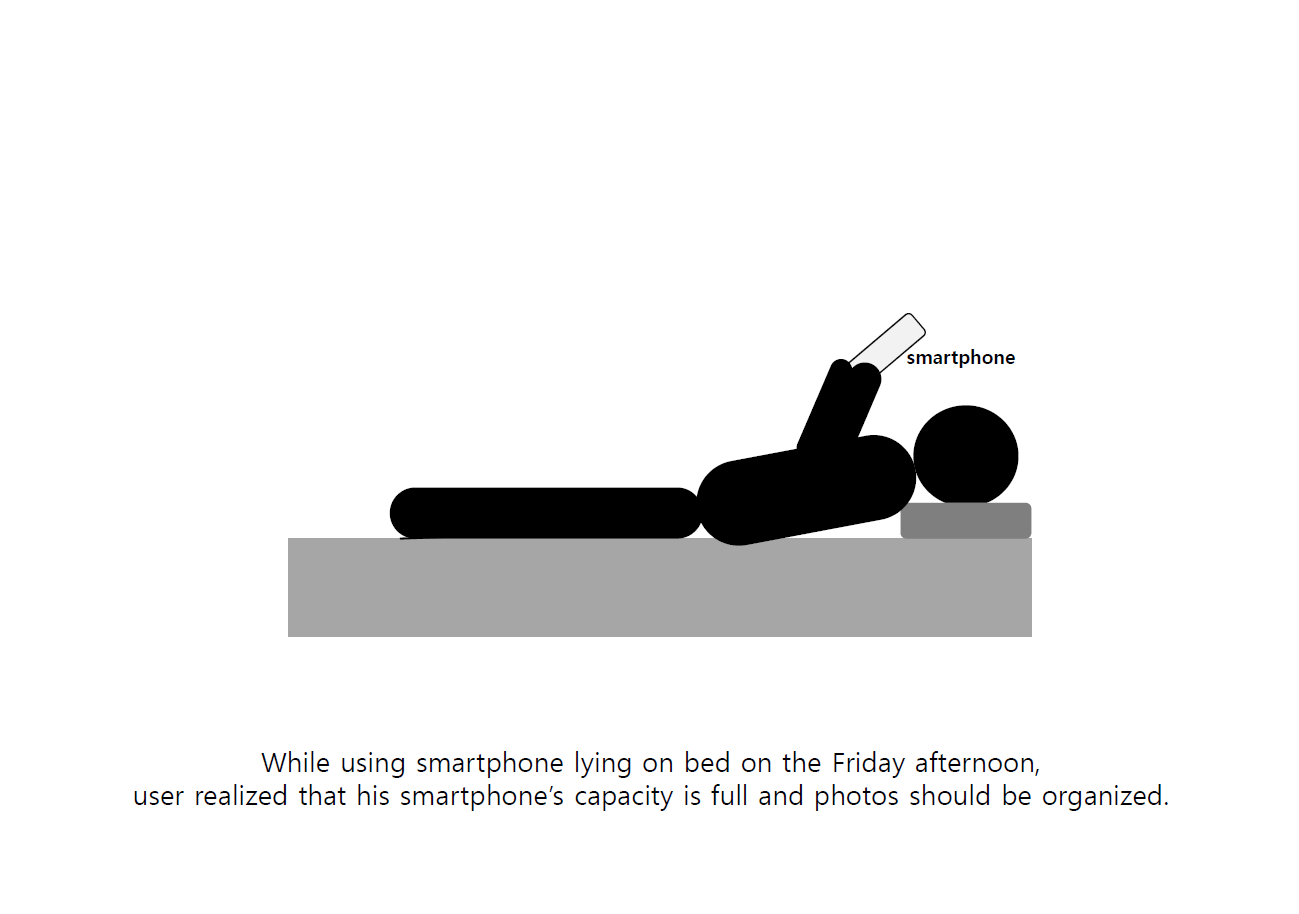 smartphone
While using smartphone lying on bed on the Friday afternoon,
user realized that his smartphone’s capacity is full and photos should be organized.